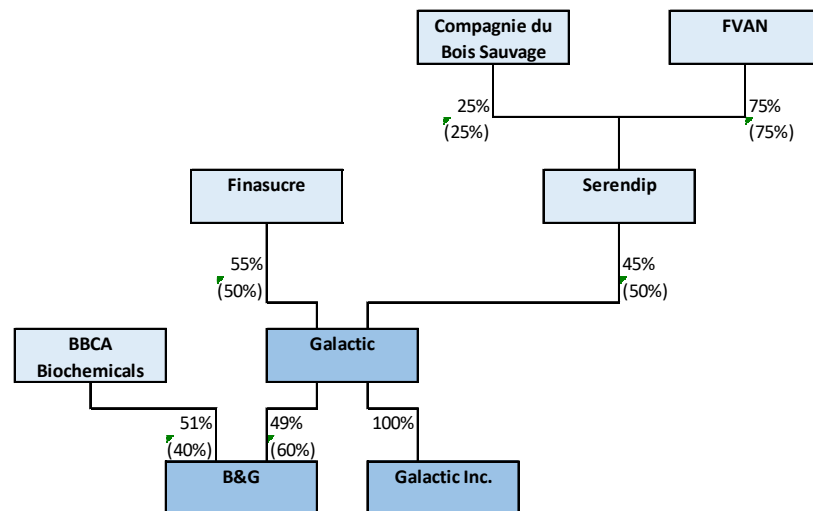 Compagnie du
Bois Sauvage
FVAN
25%
(25%)
75%
(75%)
Finasucre
Serendip
55%
(50%)
45%
(50%)
BBCA
Biochemicals
Galactic
51%
(40%)
49%
(60%)
100%
B&G
Galactic Inc.